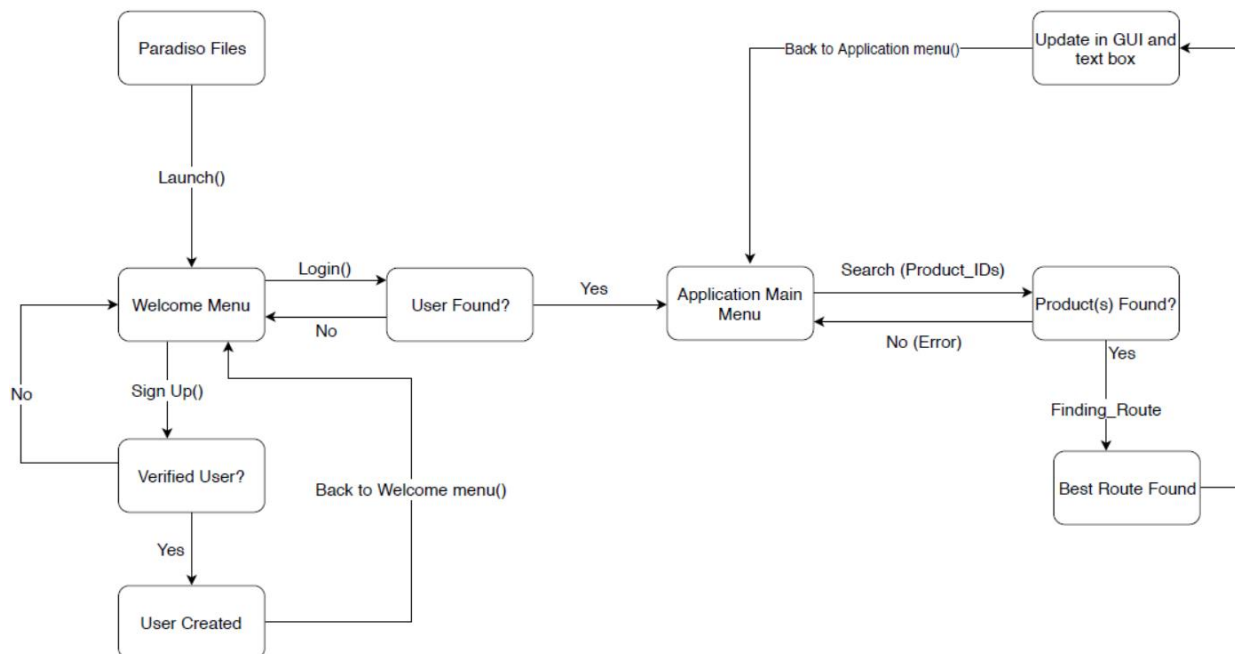 Paradiso Files
Back to Application menu()
Update in GUI and
text box
Launch()
Welcome Menu
Login()
No
User Found?
Yes
Application Main
Menu
Search (Product_IDs)
No (Error)
Product(s) Found?
Yes
Finding_Route
Best Route Found
No
Sign Up()
Verified User?
Back to Welcome menu()
Yes
User Created